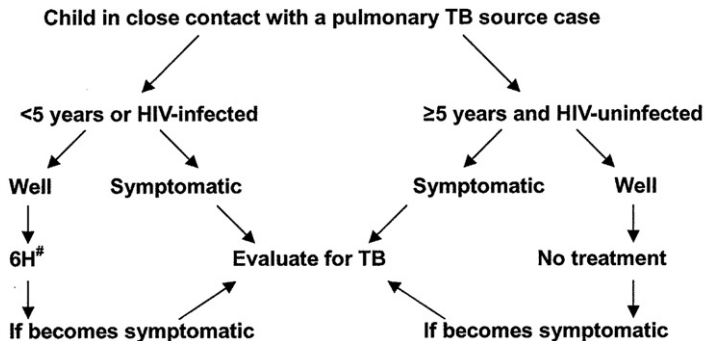 Child in close contact with a pulmonary TB source case
<5 years or HIV-infected
≥5 years and HIV-uninfected
Well
Symptomatic
Symptomatic
Well
6H#
Evaluate for TB
No treatment
If becomes symptomatic
If becomes symptomatic